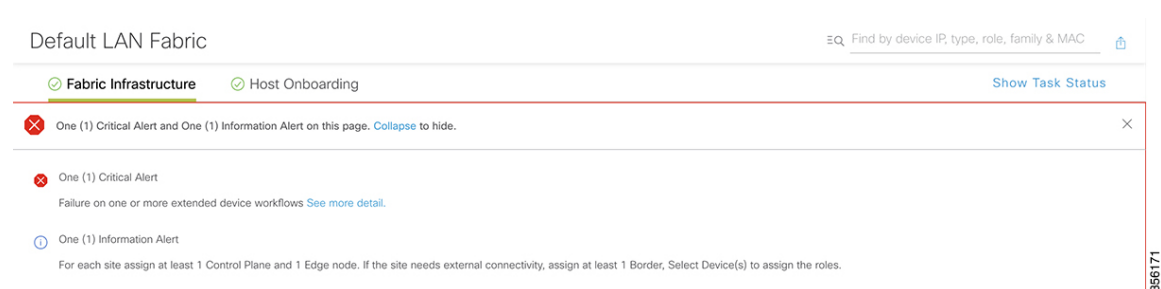 Default LAN Fabric
Find by device IP, type, role, family & MAC
Fabric Infrastructure
Host Onboarding
Show Task Status
One (1) Critical Alert and One (1) Information Alert on this page. Collapse to hide.
One (1) Critical Alert
Failure on one or more extended device workflows See more detail.
One (1) Information Alert
For each site assign at least 1 Control Plane and 1 Edge node. If the site needs external connectivity, assign at least 1 Border, Select Device(s) to assign the roles.
356171